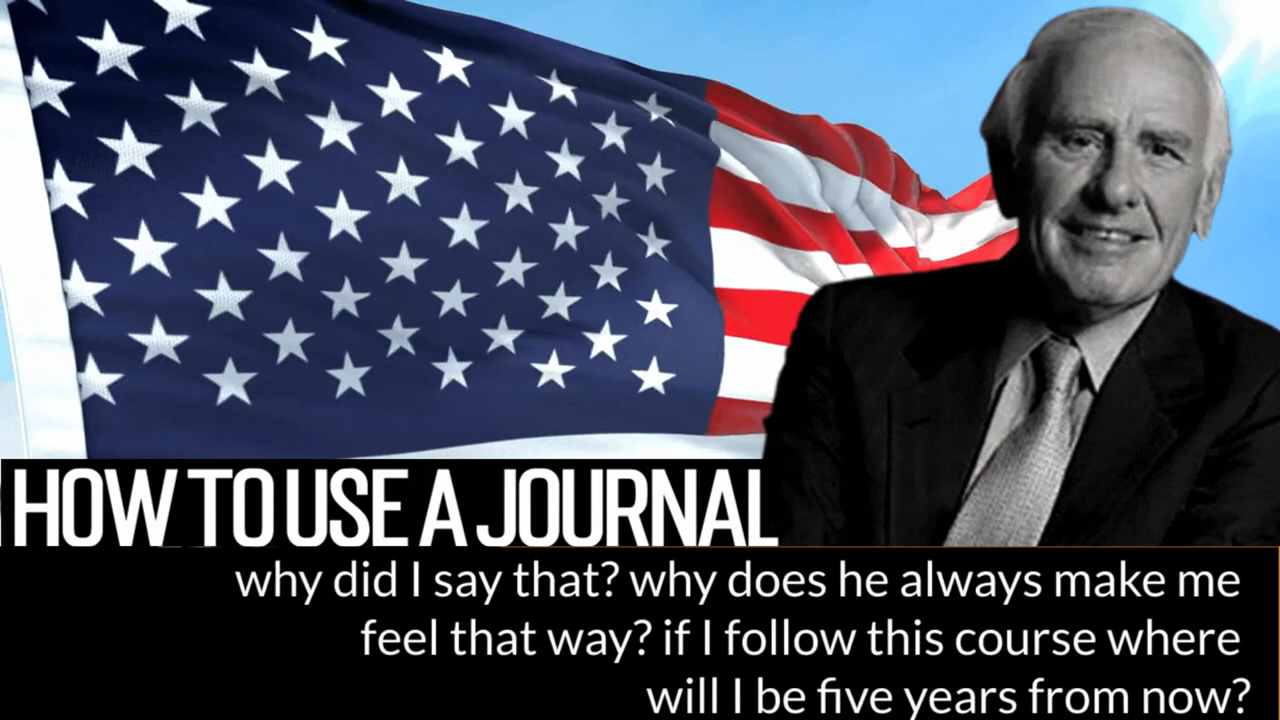 HOW TO USE A JOURNAL
why did I say that? why does he always make me
feel that way? if I follow this course where
will I be five years from now?